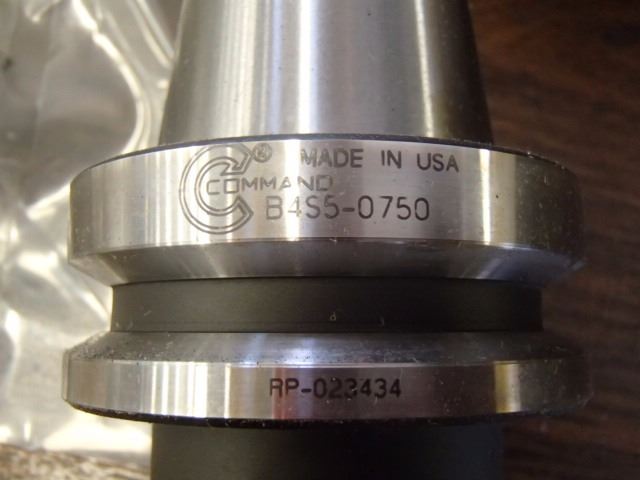 ® MADE IN USA
COMMAND
B4S5-0750
RP-023434